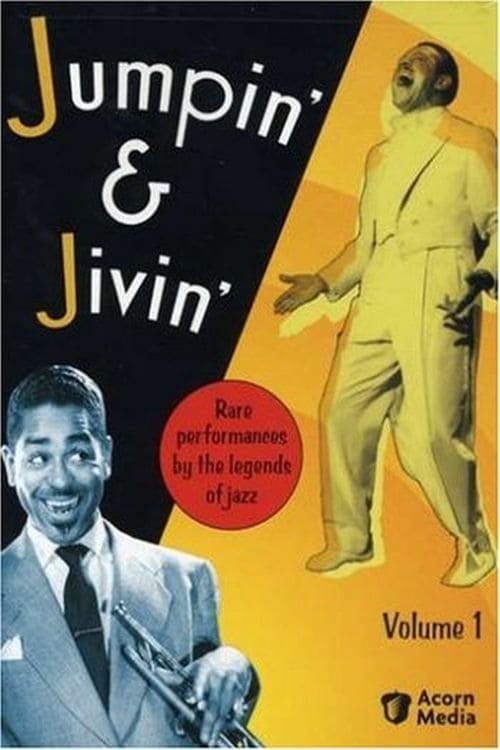 Jumpin'
&
Jivin'
Rare
performances
by the legends
of jazz
Volume 1
Acorn
Media